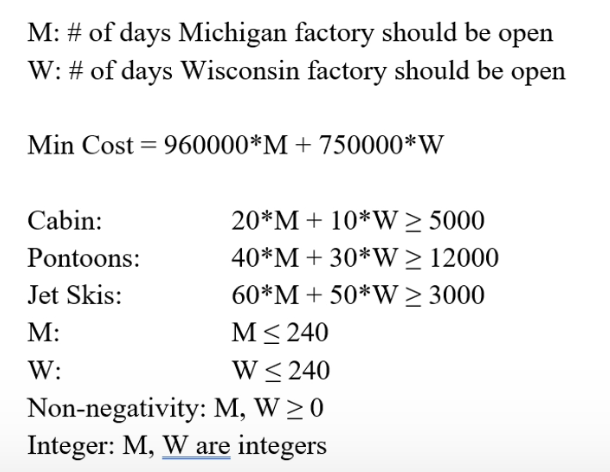 M: # of days Michigan factory should be open
W: # of days Wisconsin factory should be open
Min Cost = 960000*M + 750000*W
Cabin: 20*M + 10*W ≥ 5000
Pontoons: 40*M + 30*W ≥ 12000
Jet Skis: 60*M + 50*W ≥ 3000
M: M ≤ 240
W: W ≤ 240
Non-negativity: M, W ≥ 0
Integer: M, W are integers